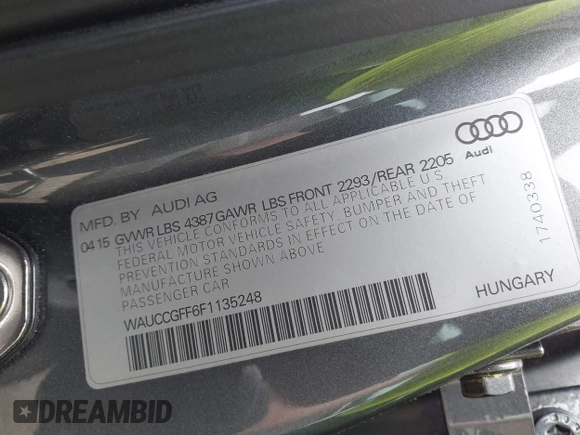 MFD. BY AUDI AG
04 15 GVWR LBS 4387 GAWR LBS FRONT 2293/REAR 2205
THIS VEHICLE CONFORMS TO ALL APPLICABLE U.S.
FEDERAL MOTOR VEHICLE SAFETY, BUMPER AND THEFT
PREVENTION STANDARDS IN EFFECT ON THE DATE OF
MANUFACTURE SHOWN ABOVE
PASSENGER CAR
WAUCCGFF6F1135248
Audi
1740338
HUNGARY
DREAMBID